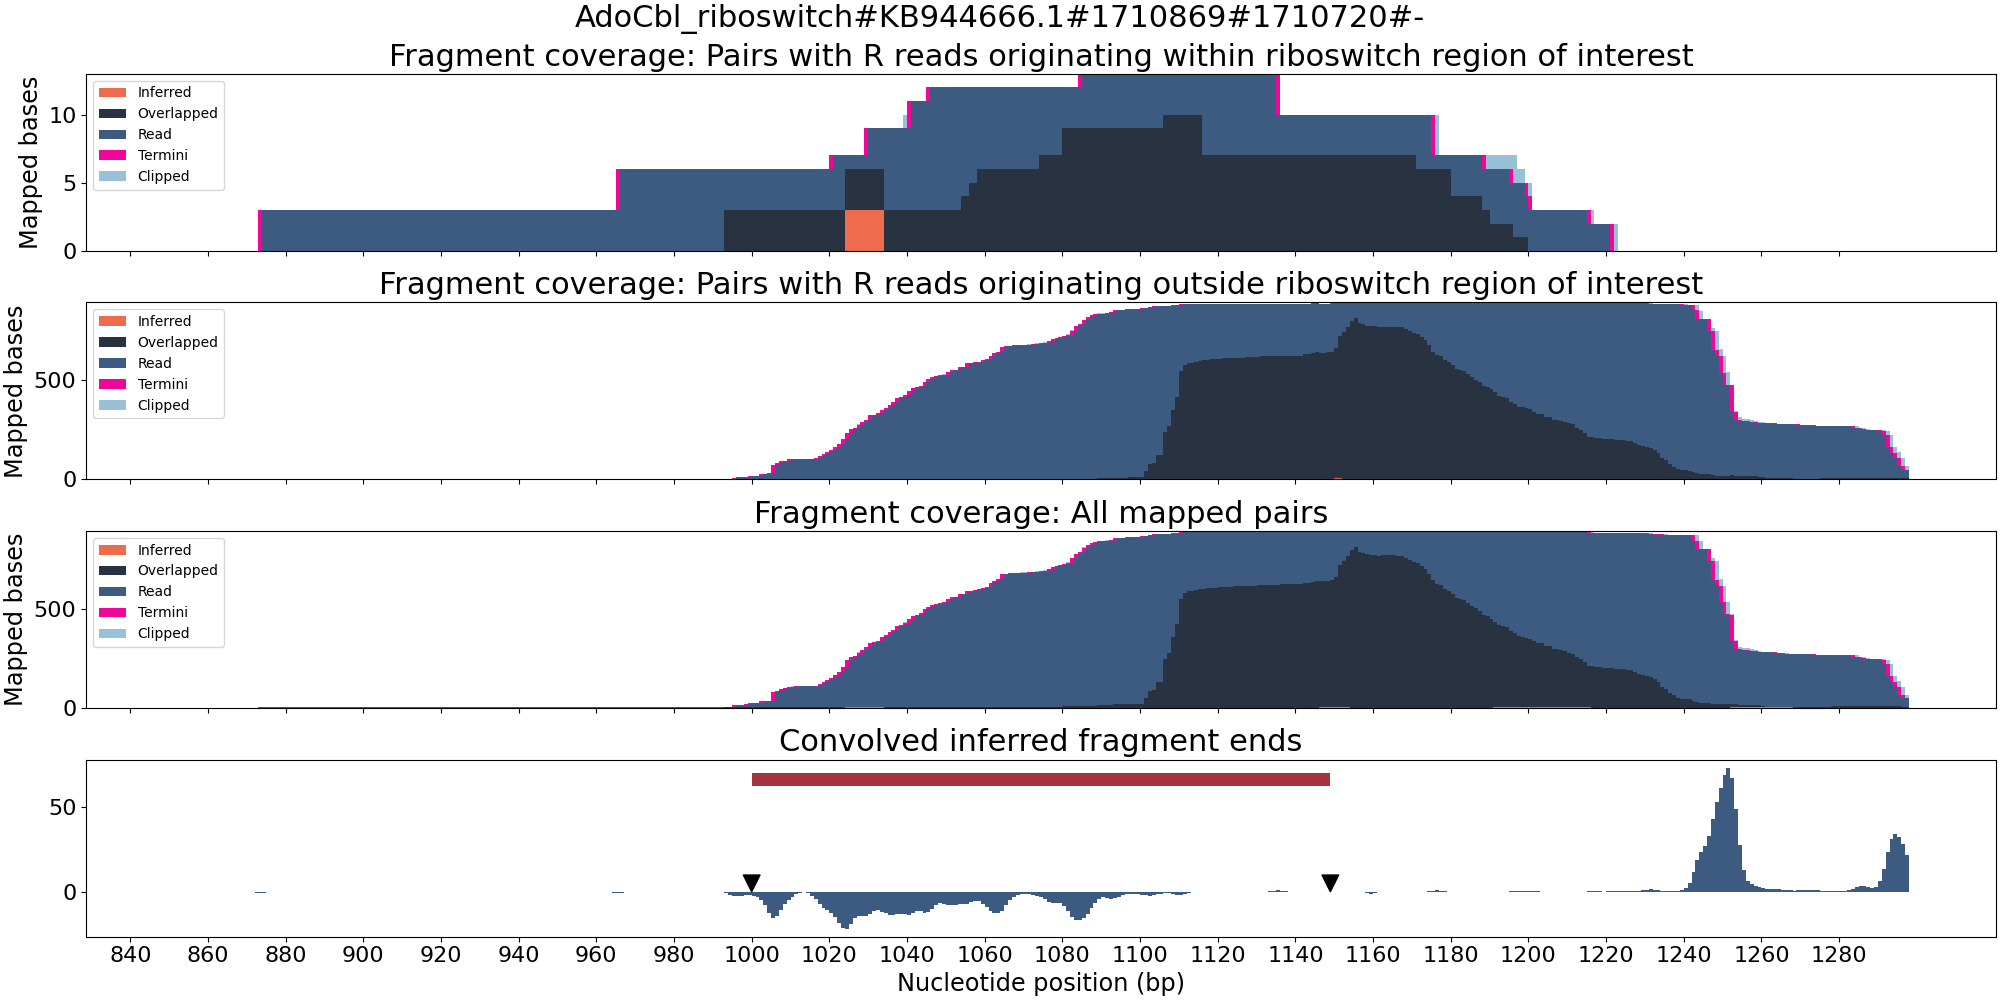 AdoCbl_riboswitch#KB944666.1#1710869#1710720#-
Fragment coverage: Pairs with R reads originating within riboswitch region of interest
Mapped bases
10
5
0
Inferred
Overlapped
Read
Termini
Clipped
Fragment coverage: Pairs with R reads originating outside riboswitch region of interest
Mapped bases
500
0
Inferred
Overlapped
Read
Termini
Clipped
Fragment coverage: All mapped pairs
Mapped bases
500
0
Inferred
Overlapped
Read
Termini
Clipped
Convolved inferred fragment ends
50
0
840 860 880 900 920 940 960 980 1000 1020 1040 1060 1080 1100 1120 1140 1160 1180 1200 1220 1240 1260 1280
Nucleotide position (bp)